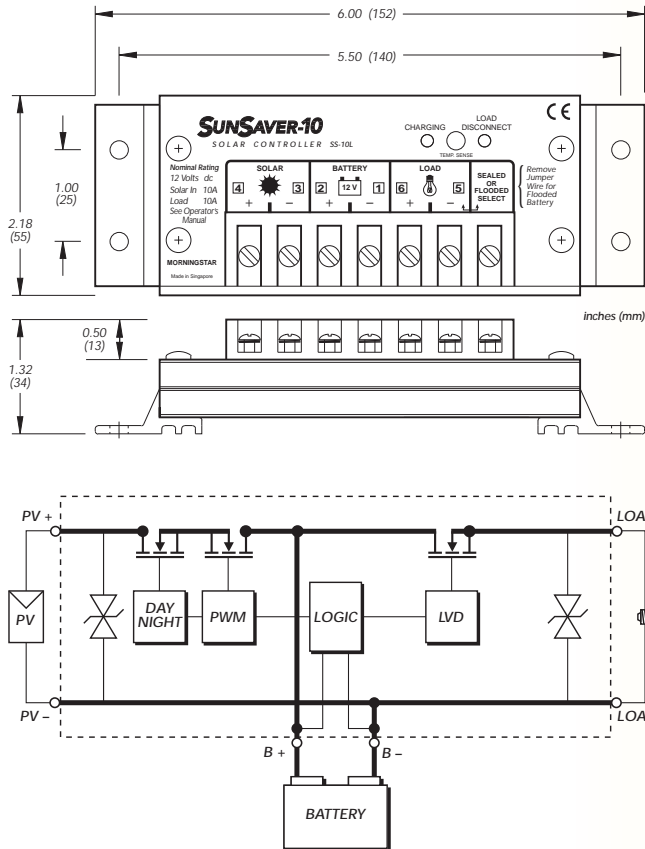 6.00 (152)
5.50 (140)
SUNSAVER-10
SOLAR CONTROLLER SS-10L
CHARGING
LOAD
DISCONNECT
TEMP. SENSE
CE
Nominal Rating
12 Volts dc
Solar In 10A
Load 10A
See Operator's
Manual
MORNINGSTAR
Made in Singapore
SOLAR
4 3
+ −
BATTERY
2 12 V 1
+ −
LOAD
6 5
+ −
SEALED
OR
FLOODED
SELECT
Remove
Jumper
Wire for
Flooded
Battery
1.00
(25)
2.18
(55)
inches (mm)
0.50
(13)
1.32
(34)
PV +
LOA
PV
DAY
NIGHT
PWM
LOGIC
LVD
PV −
LOA
B +
B −
BATTERY